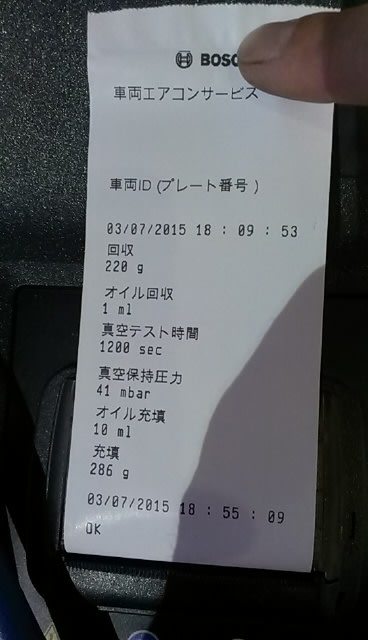 車両エアコンサービス
車両ID (プレート番号 )
03/07/2015 18 : 09 : 53
回収
220 g
オイル回収
1 ml
真空テスト時間
1200 sec
真空保持圧力
41 mbar
オイル充填
10 ml
充填
286 g
03/07/2015 18 : 55 : 09
OK